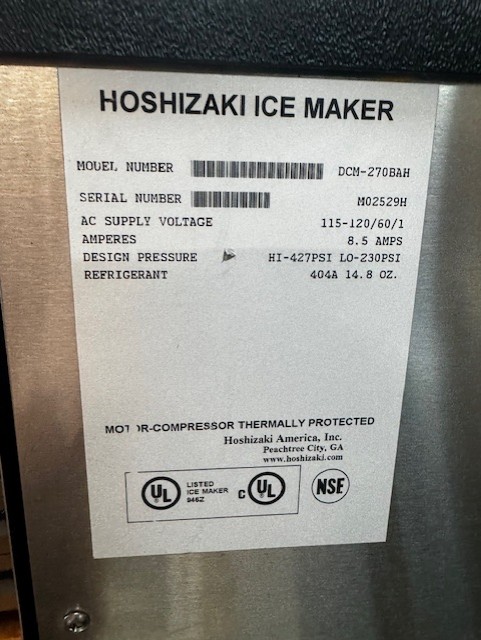 HOSHIZAKI ICE MAKER
MODEL NUMBER DCM-270BAH
SERIAL NUMBER M02529H
AC SUPPLY VOLTAGE 115-120/60/1
AMPERES 8.5 AMPS
DESIGN PRESSURE HI-427PSI LO-230PSI
REFRIGERANT 404A 14.8 OZ.
MOTOR-COMPRESSOR THERMALLY PROTECTED
Hoshizaki America, Inc.
Peachtree City, GA
www.hoshizaki.com
UL LISTED ICE MAKER 946Z C UL NSF